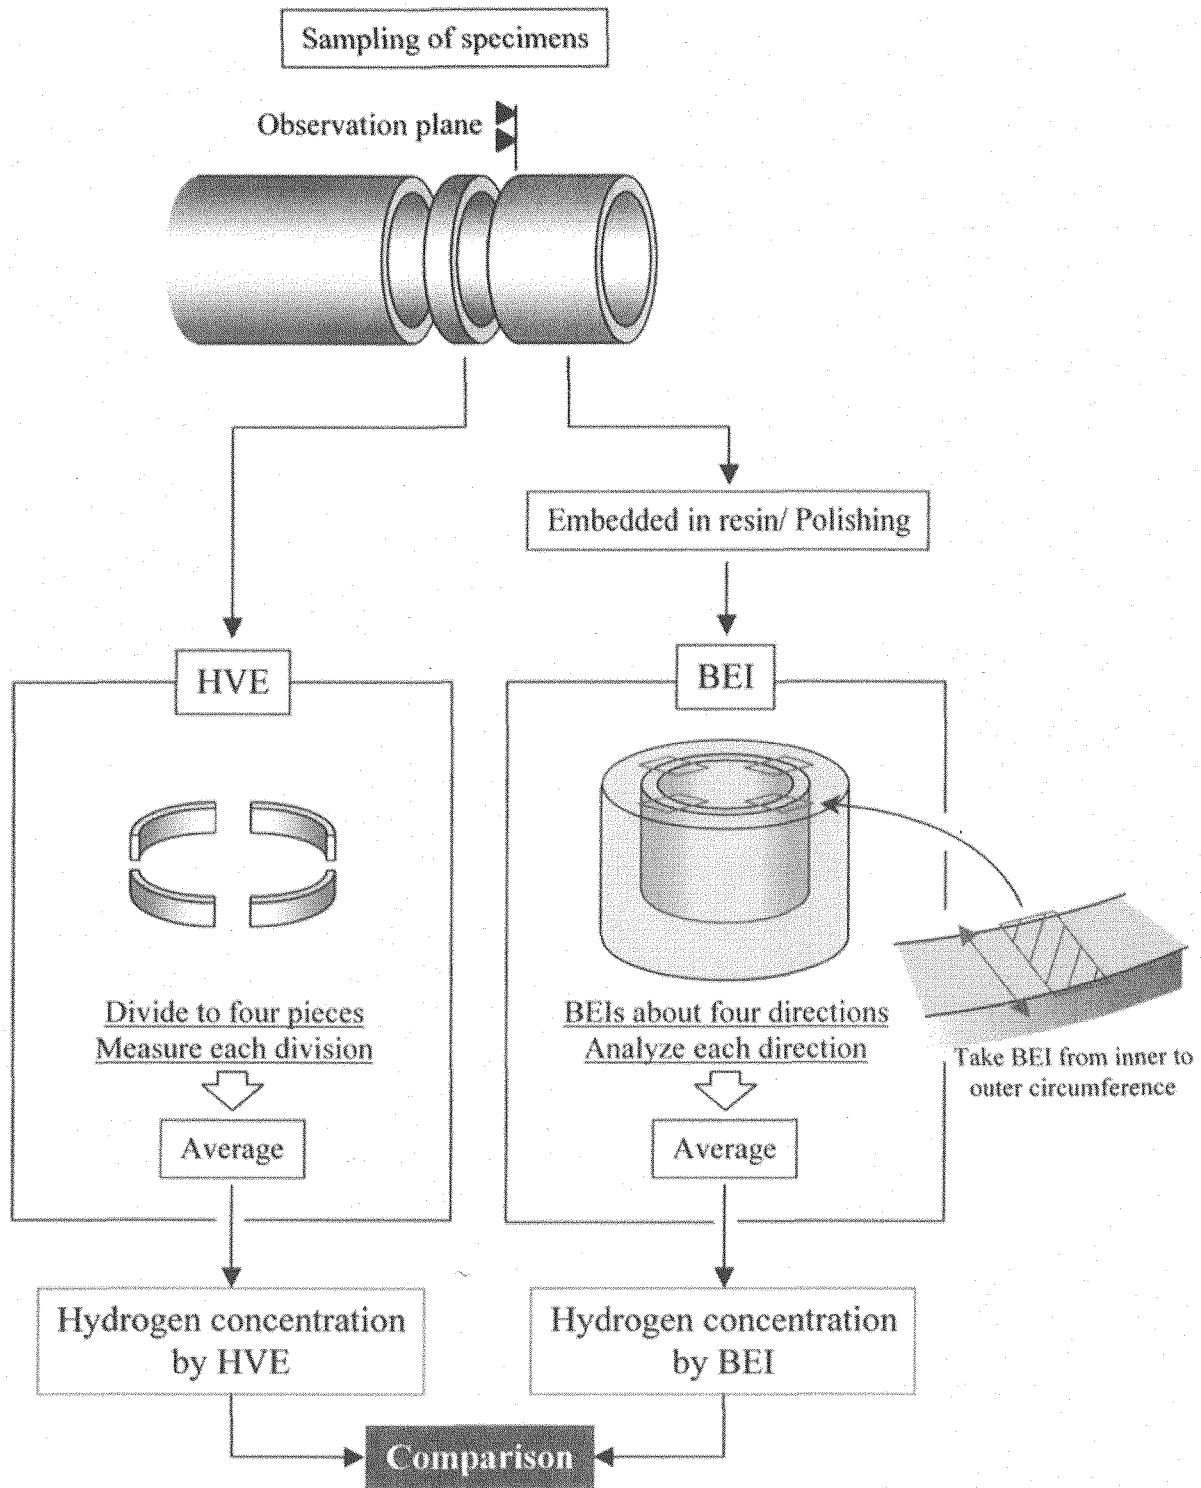 Sampling of specimens
Observation plane
Embedded in resin/ Polishing
HVE
BEI
Divide to four pieces
Measure each division
Average
BEIs about four directions
Analyze each direction
Average
Take BEI from inner to
outer circumference
Hydrogen concentration
by HVE
Hydrogen concentration
by BEI
Comparison